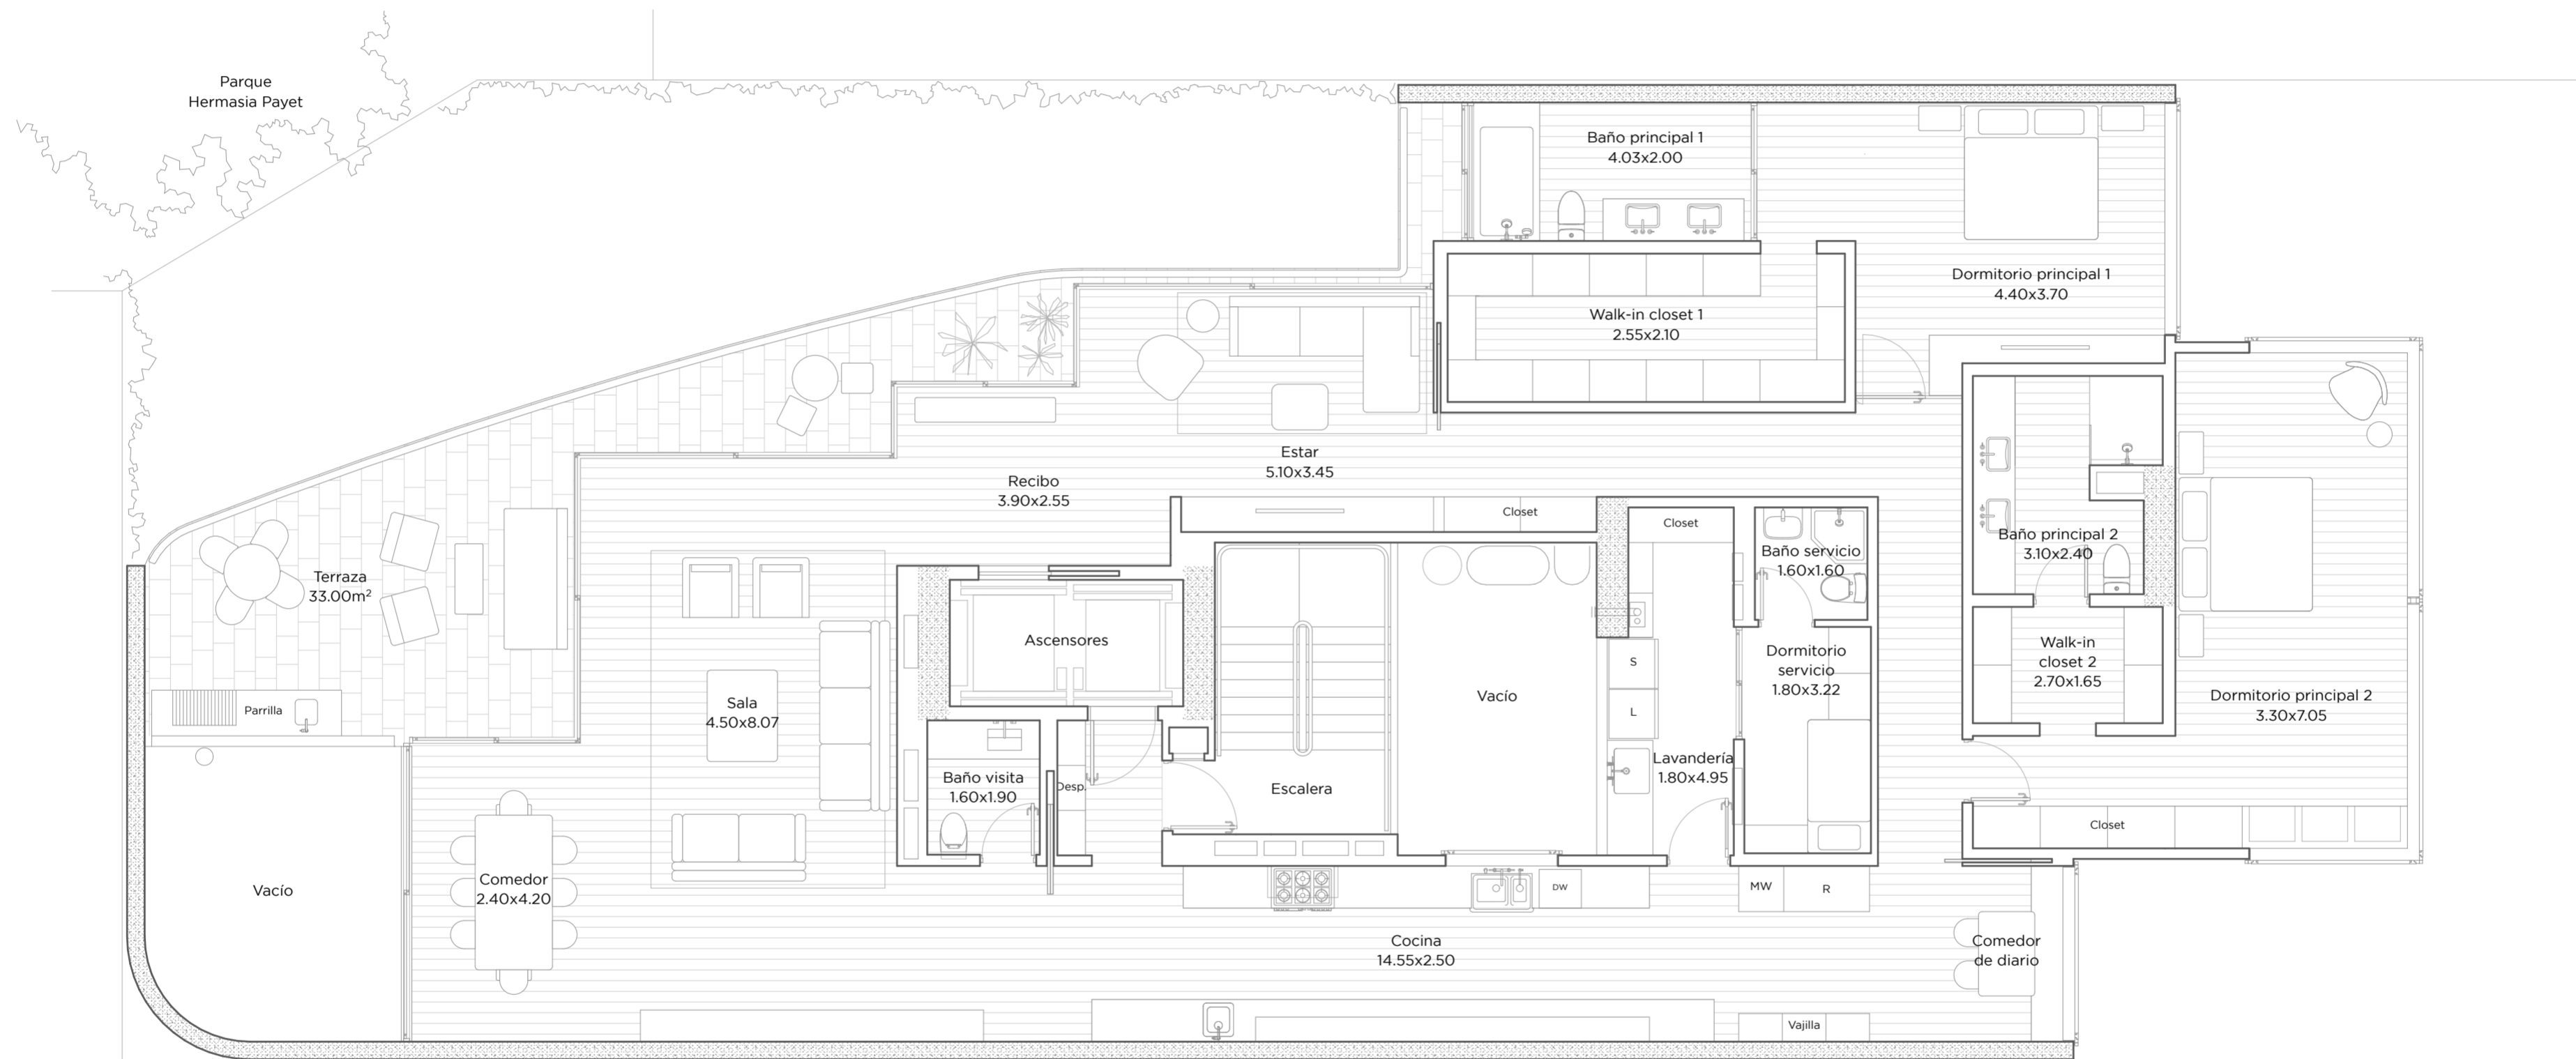 Parque
Hermasia Payet
Baño principal 1
4.03x2.00
Dormitorio principal 1
4.40x3.70
Walk-in closet 1
2.55x2.10
Estar
5.10x3.45
Recibo
3.90x2.55
Closet
Closet
Baño servicio
1.60x1.60
Baño principal 2
3.10x2.40
Terraza
33.00m²
Ascensores
S
Dormitorio
servicio
1.80x3.22
Walk-in
closet 2
2.70x1.65
Dormitorio principal 2
3.30x7.05
Parrilla
Sala
4.50x8.07
Vacío
L
Lavandería
1.80x4.95
Baño visita
1.60x1.90
Desp.
Escalera
Closet
Vacío
Comedor
2.40x4.20
DW
MW
R
Cocina
14.55x2.50
Comedor
de diario
Vajilla